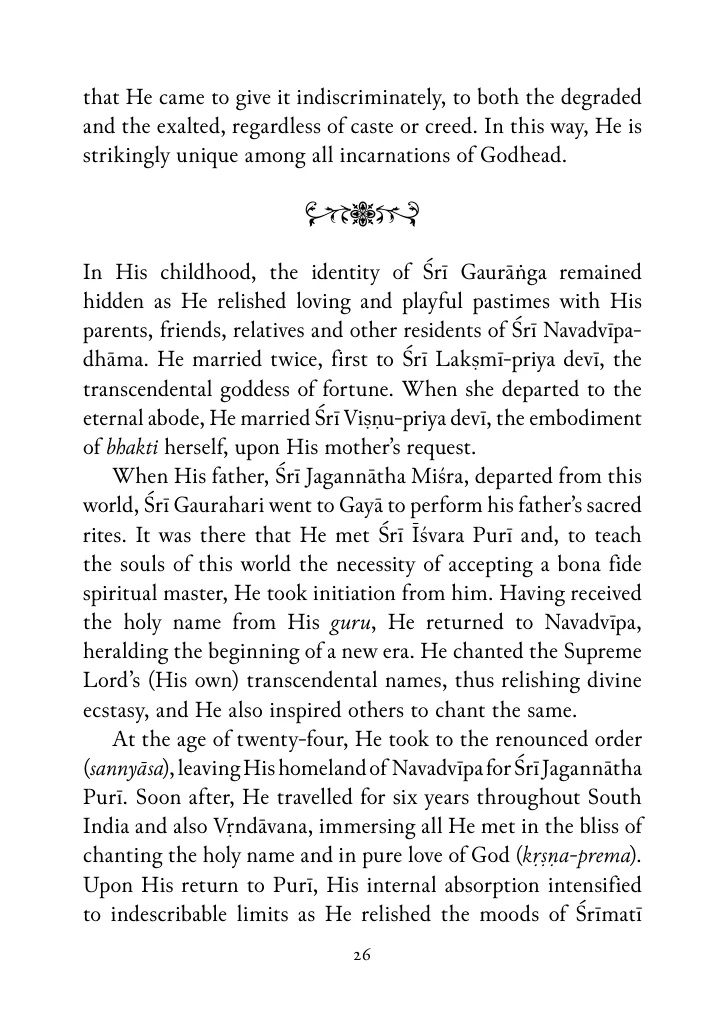 that He came to give it indiscriminately, to both the degraded
and the exalted, regardless of caste or creed. In this way, He is
strikingly unique among all incarnations of Godhead.
In His childhood, the identity of Śrī Gaurāṅga remained
hidden as He relished loving and playful pastimes with His
parents, friends, relatives and other residents of Śrī Navadvīpa-
dhāma. He married twice, first to Śrī Lakṣmī-priya devī, the
transcendental goddess of fortune. When she departed to the
eternal abode, He married Śrī Viṣṇu-priya devī, the embodiment
of bhakti herself, upon His mother’s request.
When His father, Śrī Jagannātha Miśra, departed from this
world, Śrī Gaurahari went to Gayā to perform his father’s sacred
rites. It was there that He met Śrī Īśvara Purī and, to teach
the souls of this world the necessity of accepting a bona fide
spiritual master, He took initiation from him. Having received
the holy name from His guru, He returned to Navadvīpa,
heralding the beginning of a new era. He chanted the Supreme
Lord’s (His own) transcendental names, thus relishing divine
ecstasy, and He also inspired others to chant the same.
At the age of twenty-four, He took to the renounced order
(sannyāsa), leaving His homeland of Navadvīpa for Śrī Jagannātha
Purī. Soon after, He travelled for six years throughout South
India and also Vṛndāvana, immersing all He met in the bliss of
chanting the holy name and in pure love of God (kṛṣṇa-prema).
Upon His return to Purī, His internal absorption intensified
to indescribable limits as He relished the moods of Śrīmatī
26